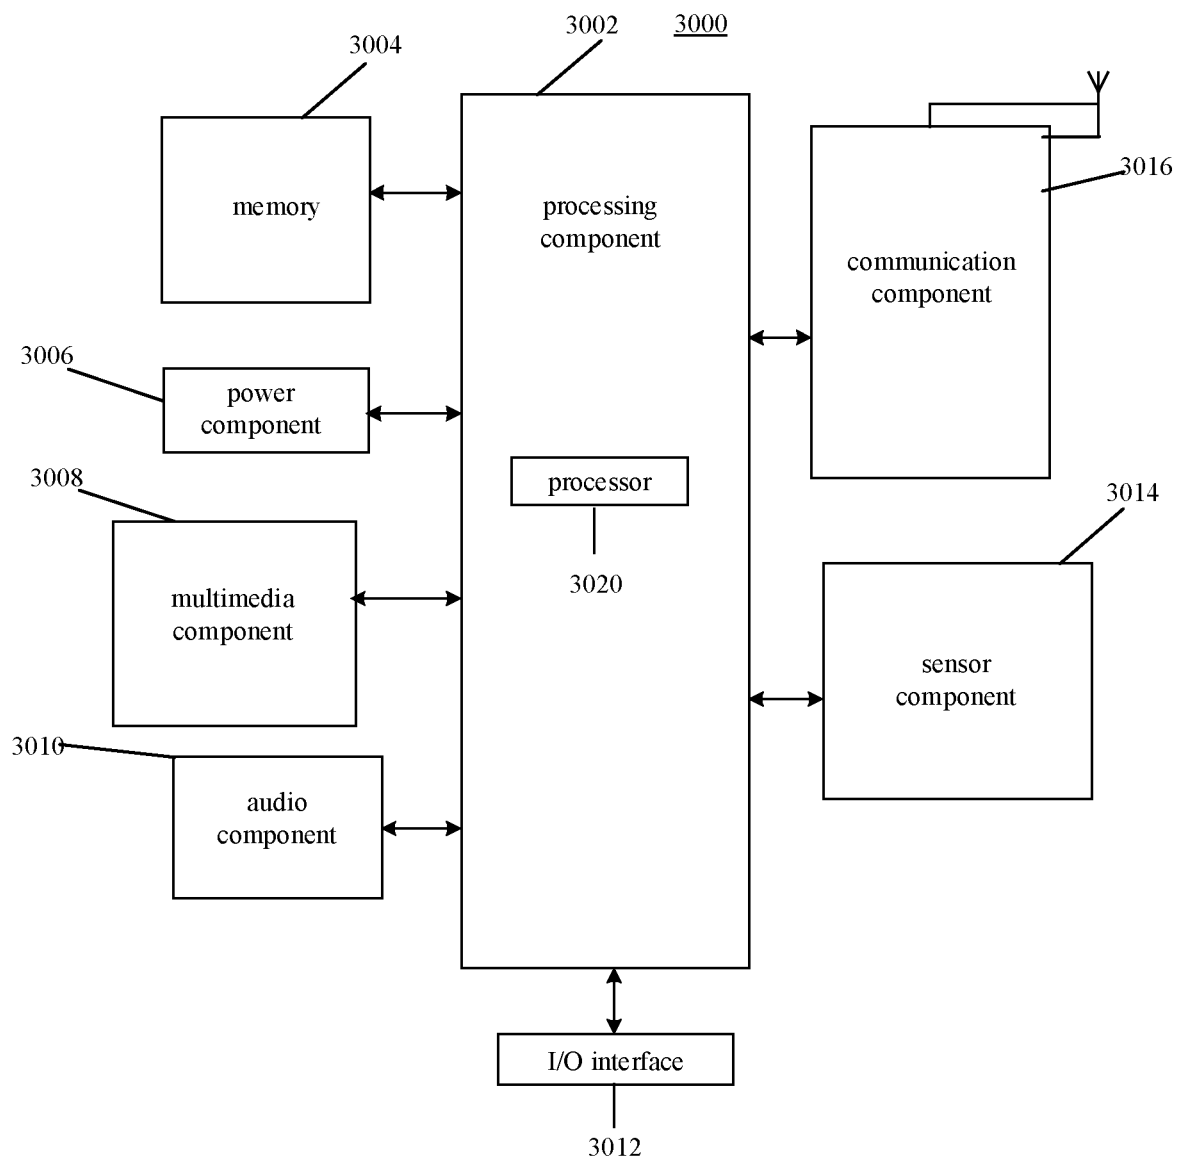 3002
3000
3004
3016
memory
processing
component
communication
component
3006
power
component
3008
processor
3014
3020
multimedia
component
sensor
component
3010
audio
component
I/O interface
3012